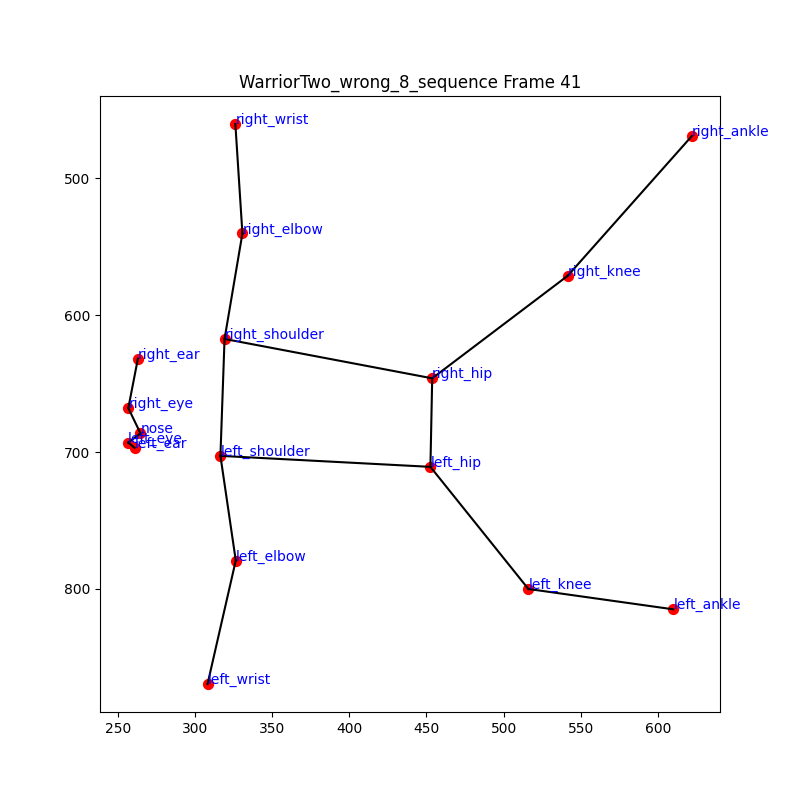 WarriorTwo_wrong_8_sequence Frame 41
right_wrist
right_ankle
500
right_elbow
right_knee
600
right_shoulder
right_ear
right_hip
right_eye
nose
left_eye
left_ear
700
left_shoulder
left_hip
left_elbow
800
left_knee
left_ankle
left_wrist
250 300 350 400 450 500 550 600